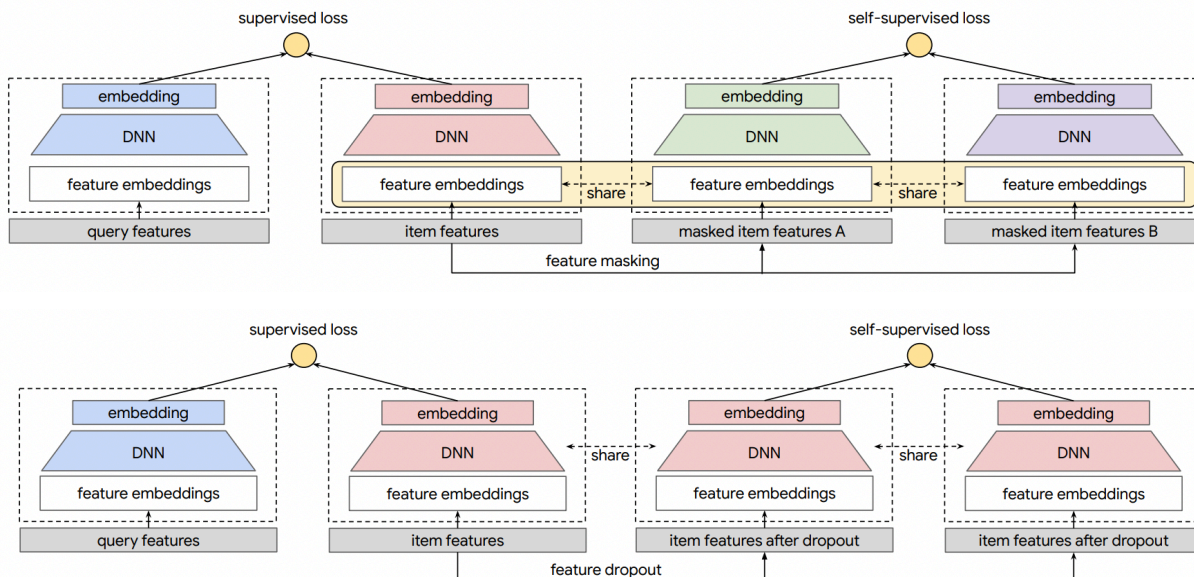 supervised loss
self-supervised loss
embedding
embedding
embedding
embedding
DNN
DNN
DNN
DNN
feature embeddings
feature embeddings
share
feature embeddings
share
feature embeddings
query features
item features
masked item features A
masked item features B
feature masking
supervised loss
self-supervised loss
embedding
embedding
embedding
embedding
DNN
DNN
share
DNN
share
DNN
feature embeddings
feature embeddings
feature embeddings
feature embeddings
query features
item features
item features after dropout
item features after dropout
feature dropout